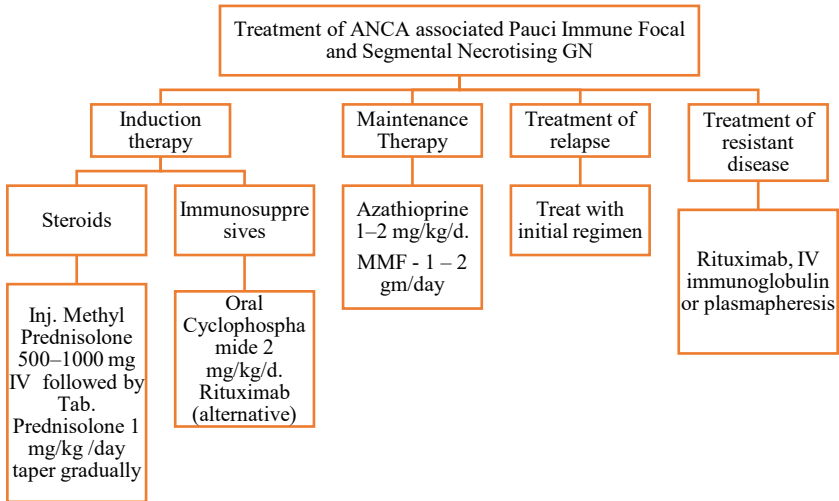 Treatment of ANCA associated Pauci Immune Focal
and Segmental Necrotising GN
Induction
therapy
Maintenance
Therapy
Treatment of
relapse
Treatment of
resistant
disease
Steroids
Immunosuppre
sives
Azathioprine
1–2 mg/kg/d.
MMF - 1 – 2
gm/day
Treat with
initial regimen
Rituximab, IV
immunoglobulin
or plasmapheresis
Inj. Methyl
Prednisolone
500–1000 mg
IV followed by
Tab.
Prednisolone 1
mg/kg /day
taper gradually
Oral
Cyclophospha
mide 2
mg/kg/d.
Rituximab
(alternative)